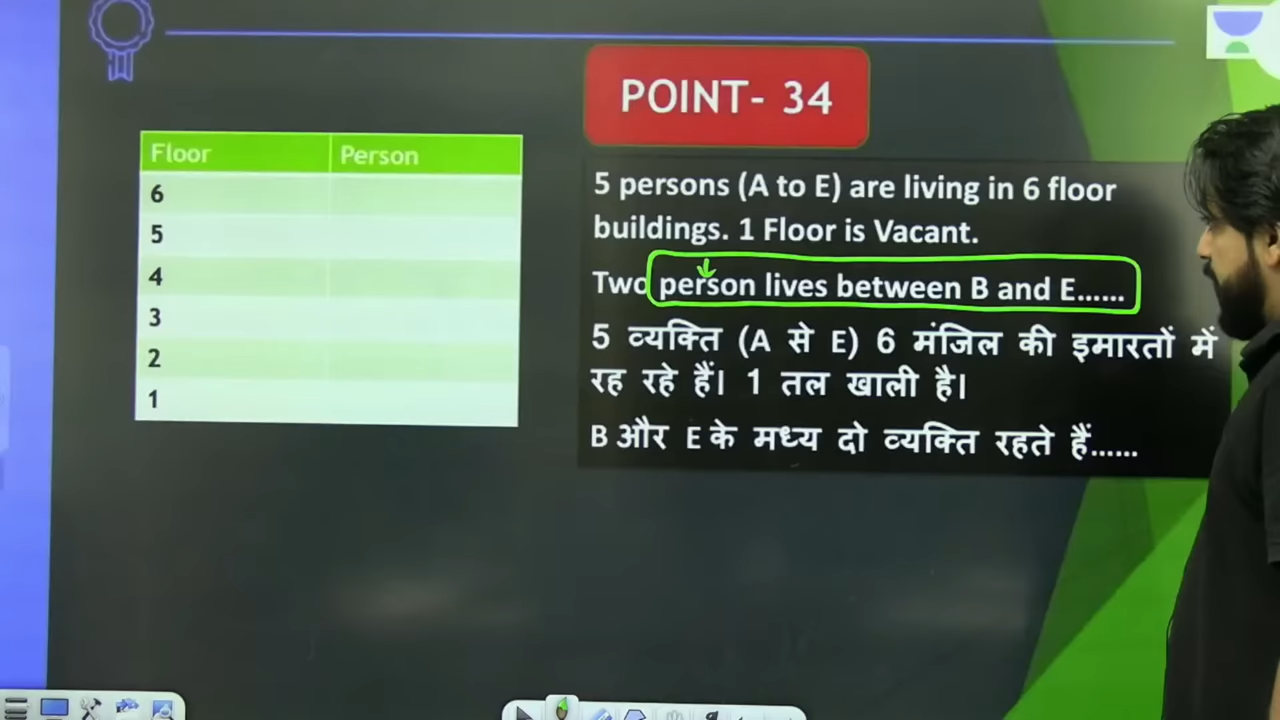 POINT- 34
Floor Person
6
5
4
3
2
1
5 persons (A to E) are living in 6 floor
buildings. 1 Floor is Vacant.
Two person lives between B and E......
5 व्यक्ति (A से E) 6 मंजिल की इमारतों में
रह रहे हैं। 1 तल खाली है।
B और E के मध्य दो व्यक्ति रहते हैं......